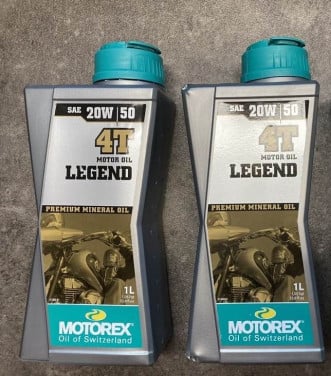 SAE 20W 50
4T
MOTOR OIL
LEGEND
PREMIUM MINERAL OIL
1L
MOTOREX
Oil of Switzerland
SAE 20W 50
4T
MOTOR OIL
LEGEND
PREMIUM MINERAL OIL
1L
MOTOREX
Oil of Switzerland